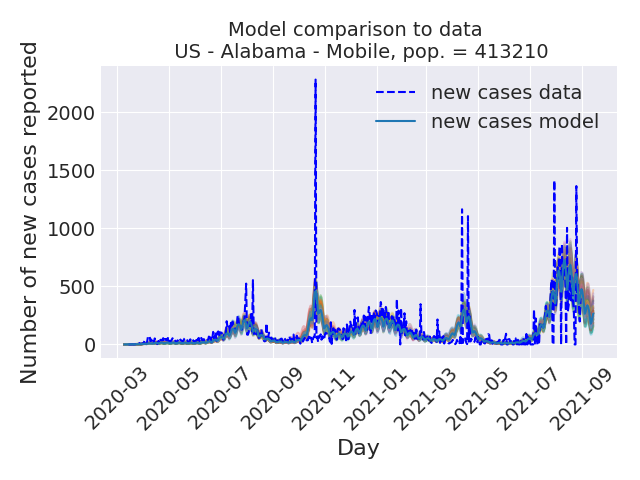 Model comparison to data
US - Alabama - Mobile, pop. = 413210
Number of new cases reported
2000
1500
1000
500
0
new cases data
new cases model
2020-03
2020-05
2020-07
2020-09
2020-11
2021-01
2021-03
2021-05
2021-07
2021-09
Day